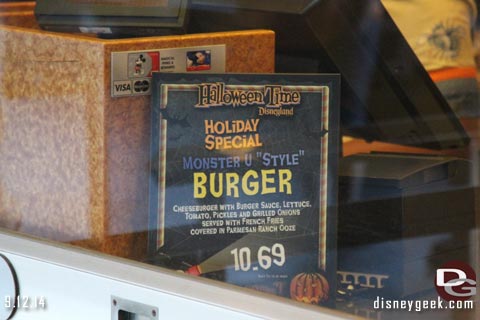 VISA
Halloween Time
Disneyland
HOLIDAY
SPECIAL
MONSTER U "STYLE"
BURGER
CHEESEBURGER WITH BURGER SAUCE, LETTUCE,
TOMATO, PICKLES AND GRILLED ONIONS
SERVED WITH FRENCH FRIES
COVERED IN PARMESAN RANCH GOZE
10.69
9.12.14
DG
disneygeek.com